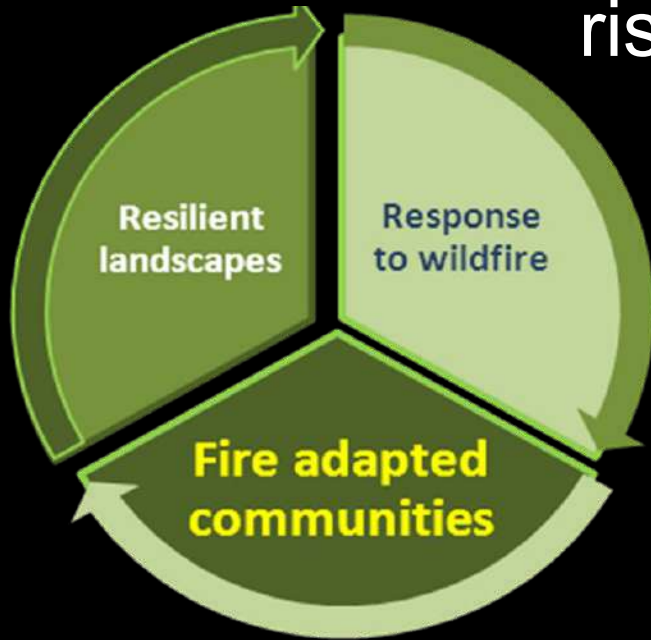 Resilient
landscapes
Response
to wildfire
Fire adapted
communities